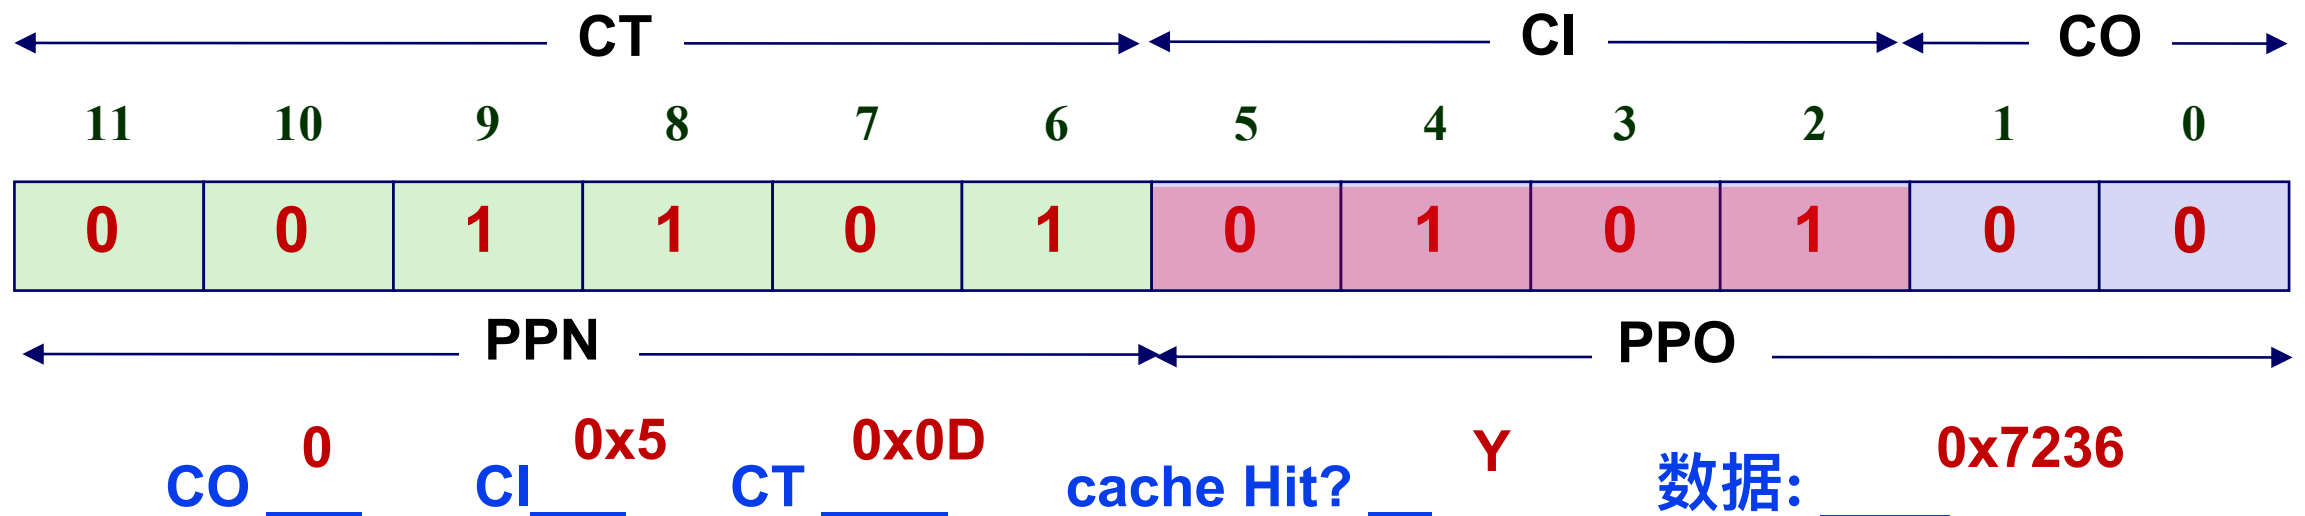 CT CI CO
11 10 9 8 7 6 5 4 3 2 1 0
0 0 1 1 0 1 0 1 0 1 0 0
PPN PPO
CO 0 CI 0x5 CT 0x0D cache Hit? Y 数据: 0x7236